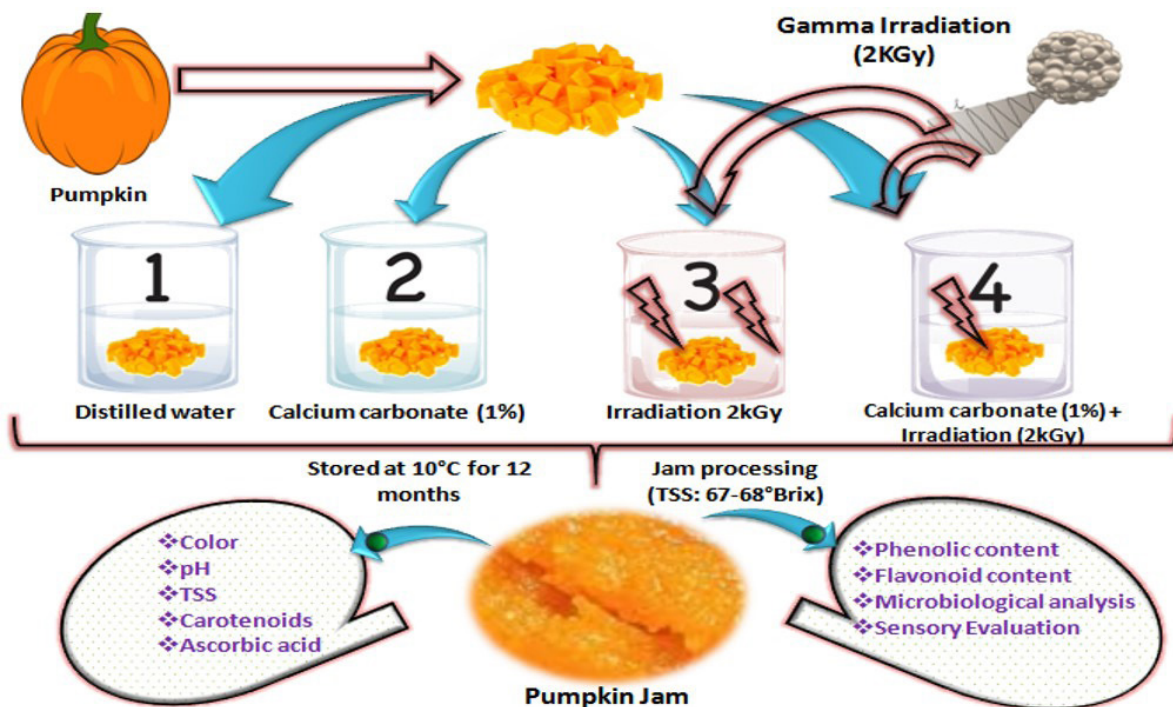 Gamma Irradiation
(2KGy)
Pumpkin
1
2
3
4
Distilled water
Calcium carbonate (1%)
Irradiation 2kGy
Calcium carbonate (1%) +
Irradiation (2kGy)
Stored at 10°C for 12
months
Jam processing
(TSS: 67-68°Brix)
❖Color
❖pH
❖TSS
❖Carotenoids
❖Ascorbic acid
❖Phenolic content
❖Flavonoid content
❖Microbiological analysis
❖Sensory Evaluation
Pumpkin Jam